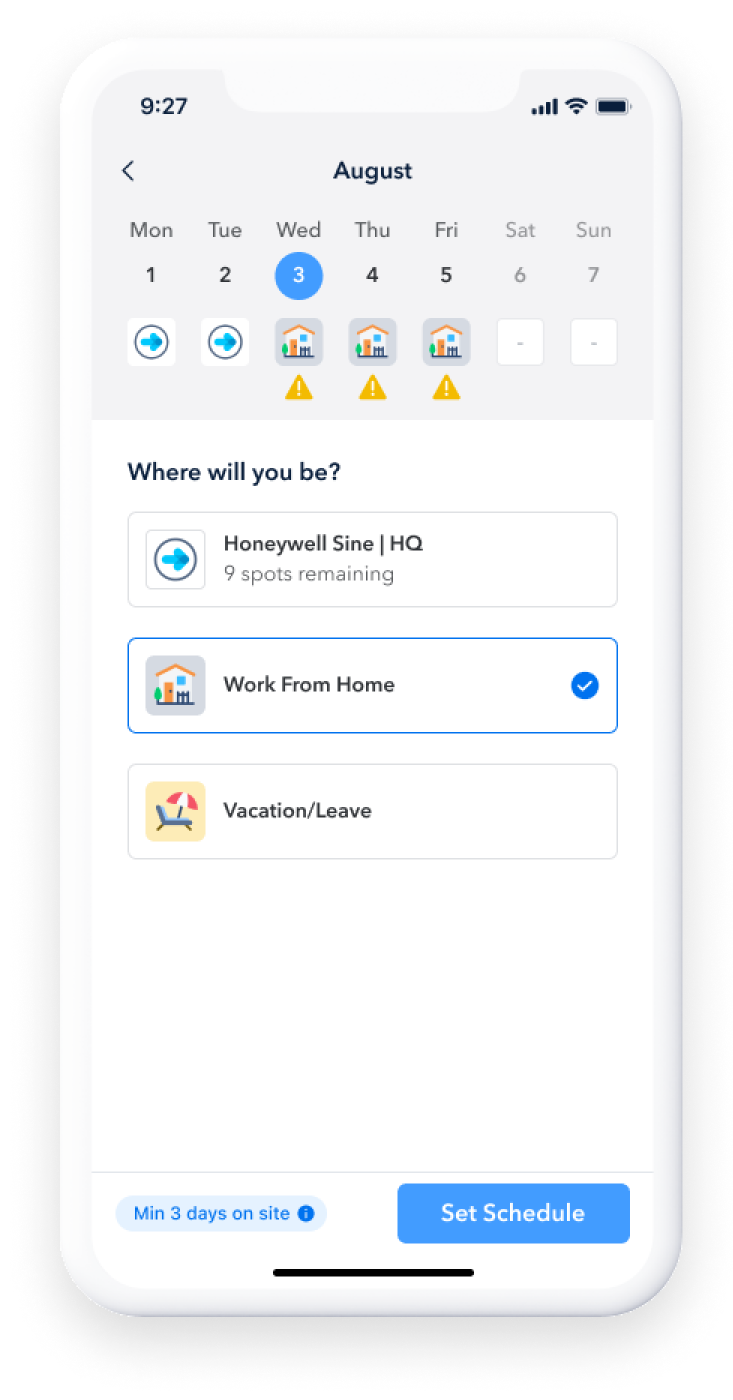 9:27
August
Mon Tue Wed Thu Fri Sat Sun
1 2 3 4 5 6 7
- -
Where will you be?
Honeywell Sine | HQ
9 spots remaining
Work From Home
Vacation/Leave
Min 3 days on site
Set Schedule